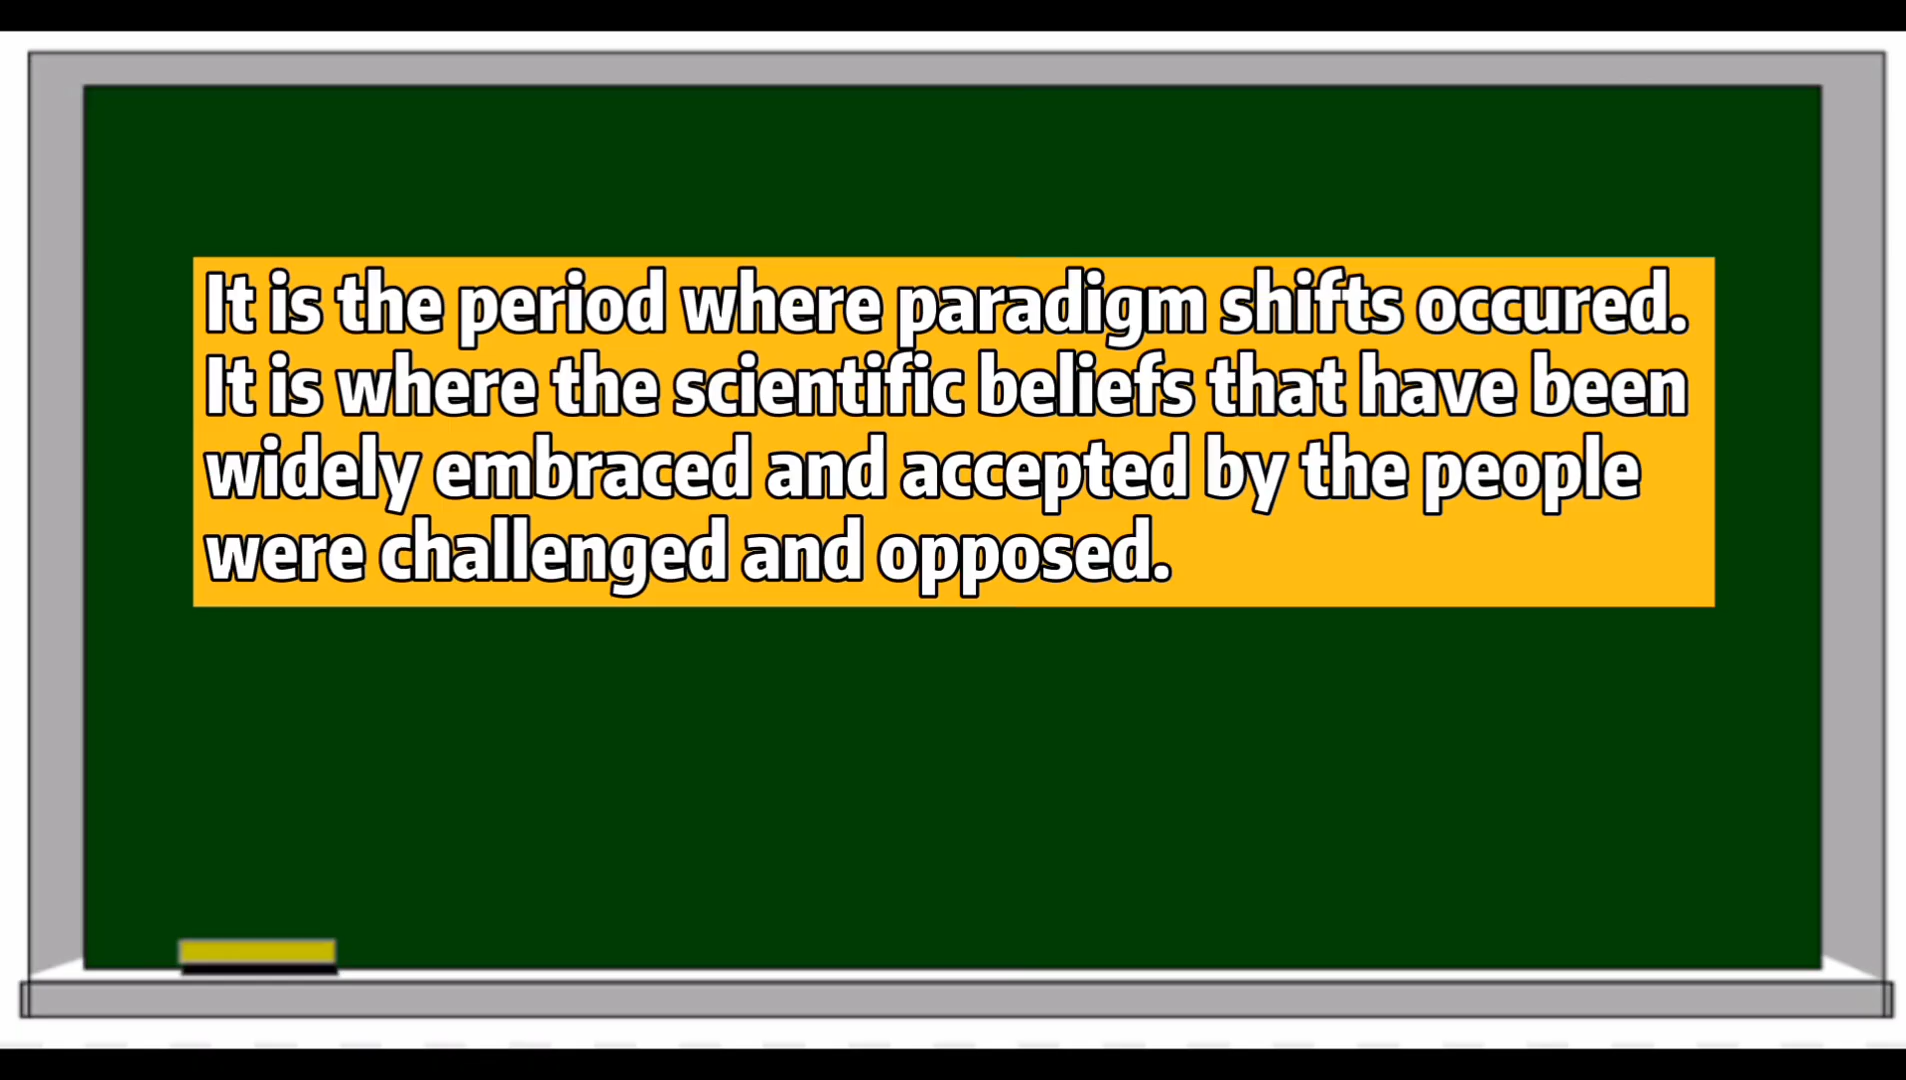 It is the period where paradigm shifts occured.
It is where the scientific beliefs that have been
widely embraced and accepted by the people
were challenged and opposed.